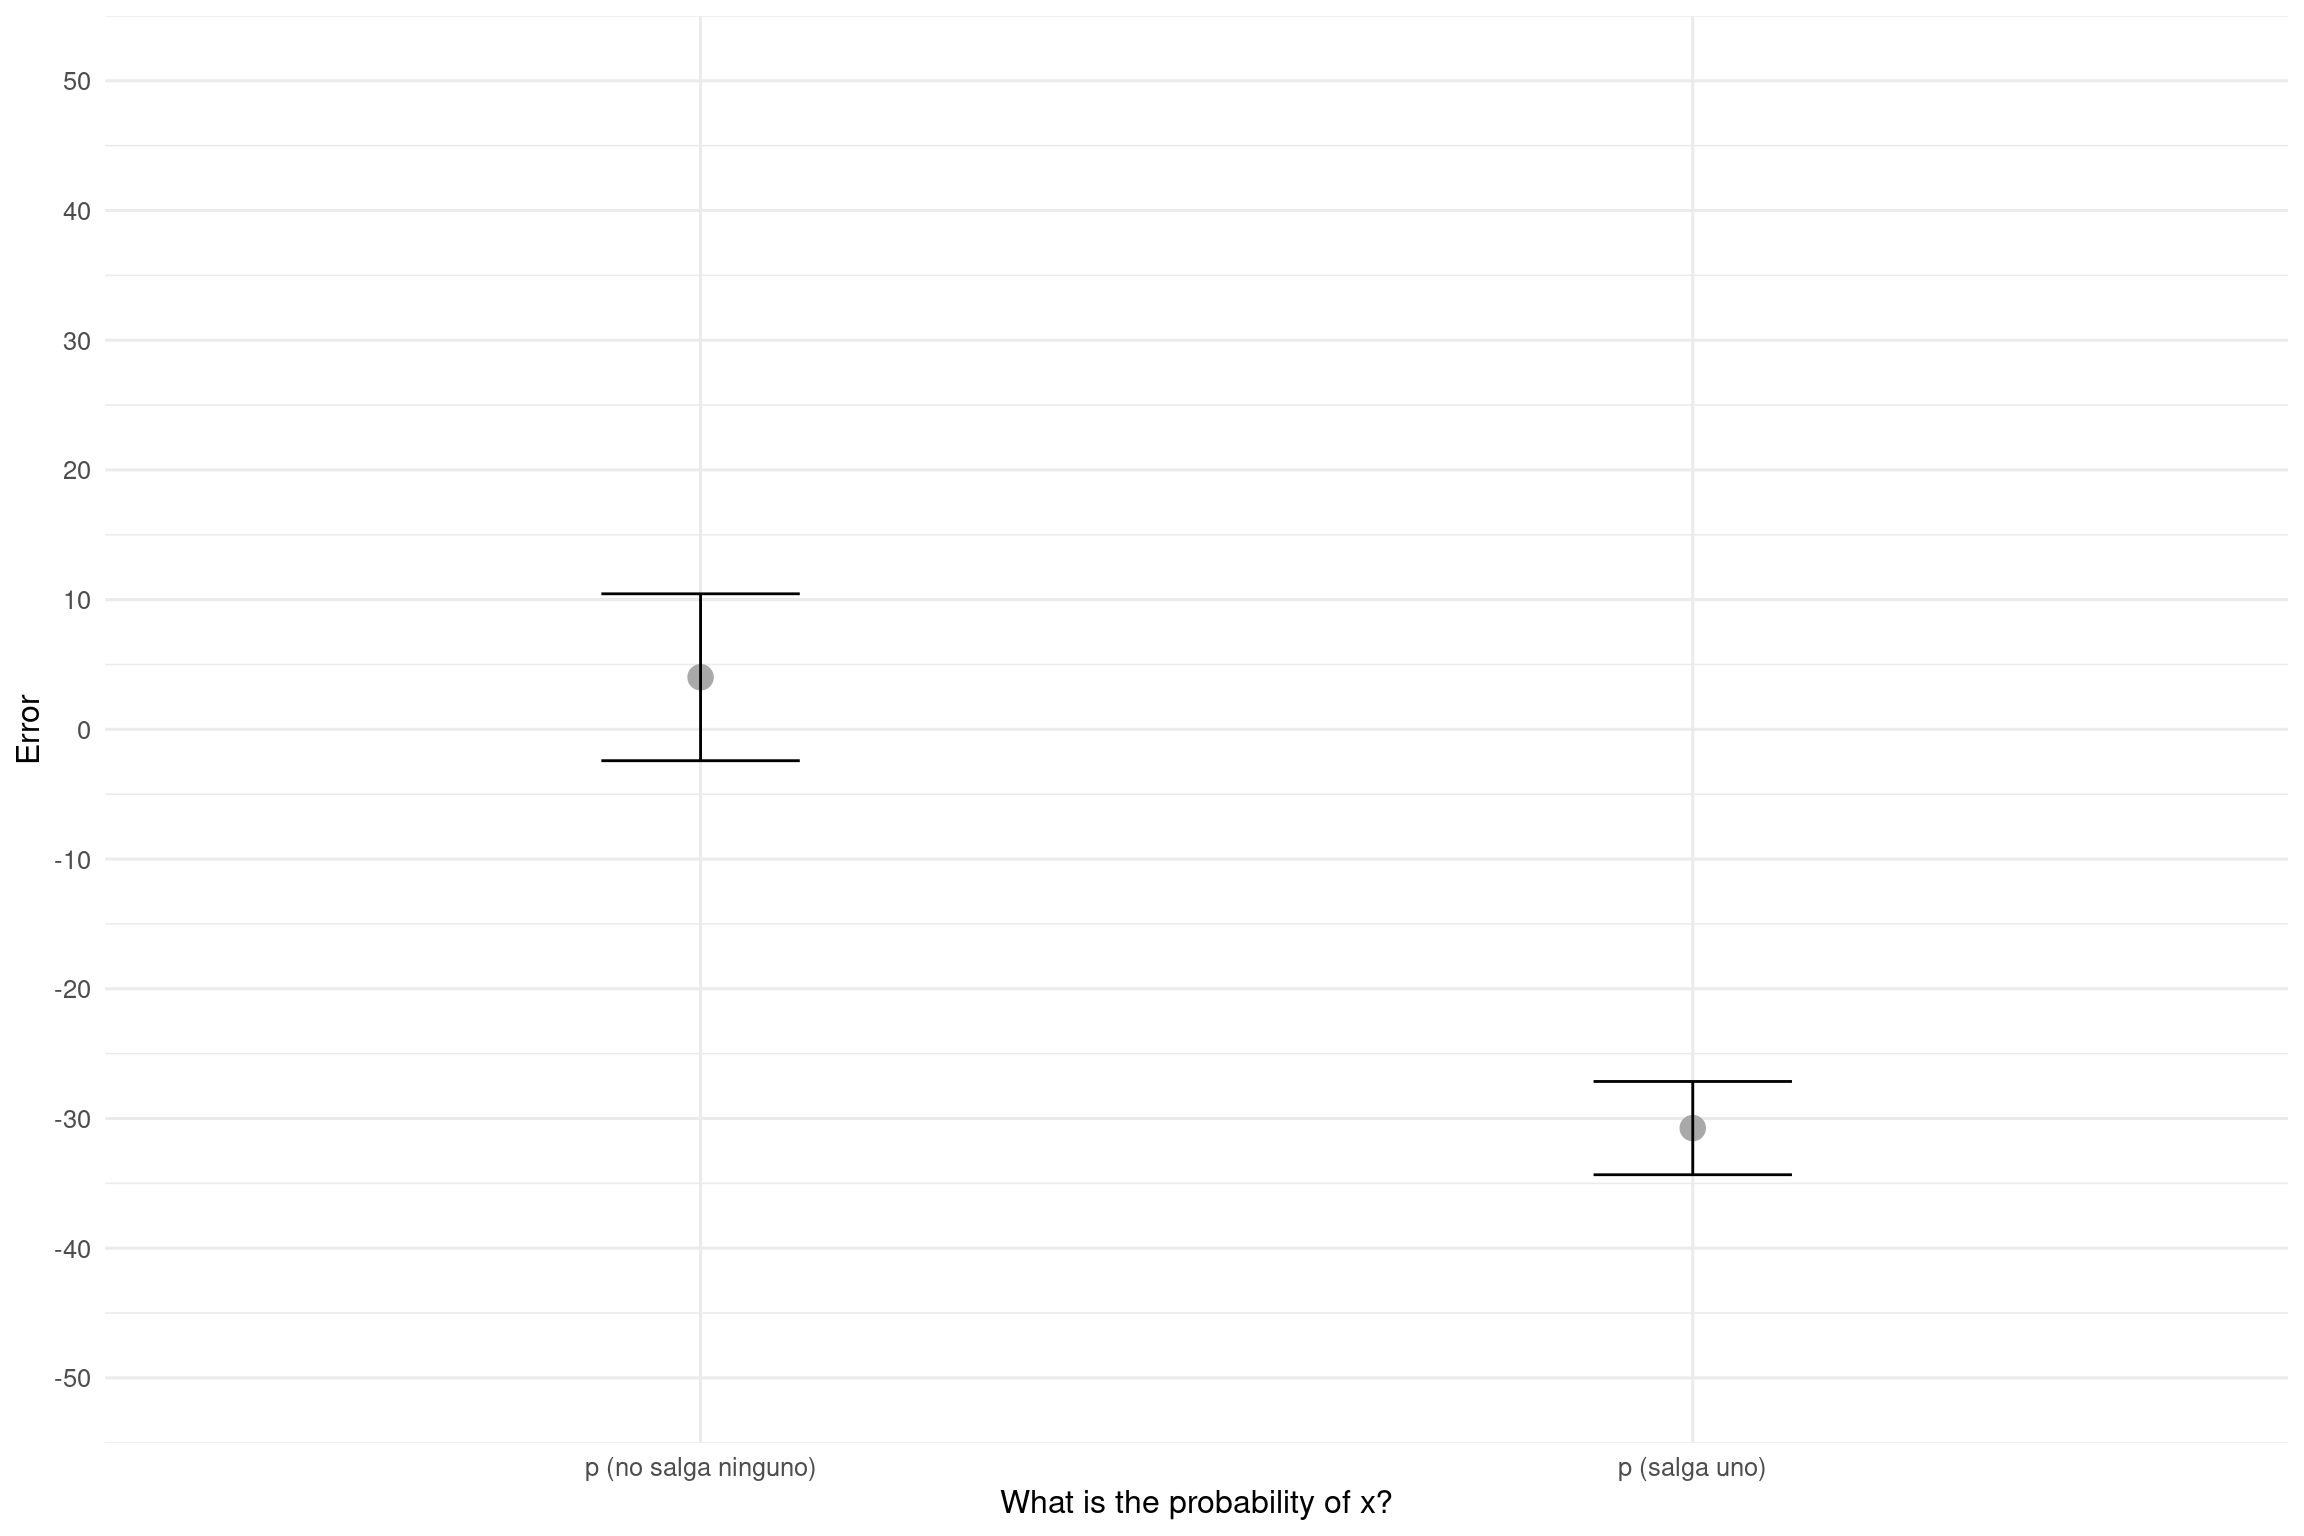 50
40
30
20
10
0
-10
-20
-30
-40
-50
Error
p (no salga ninguno)
p (salga uno)
What is the probability of x?